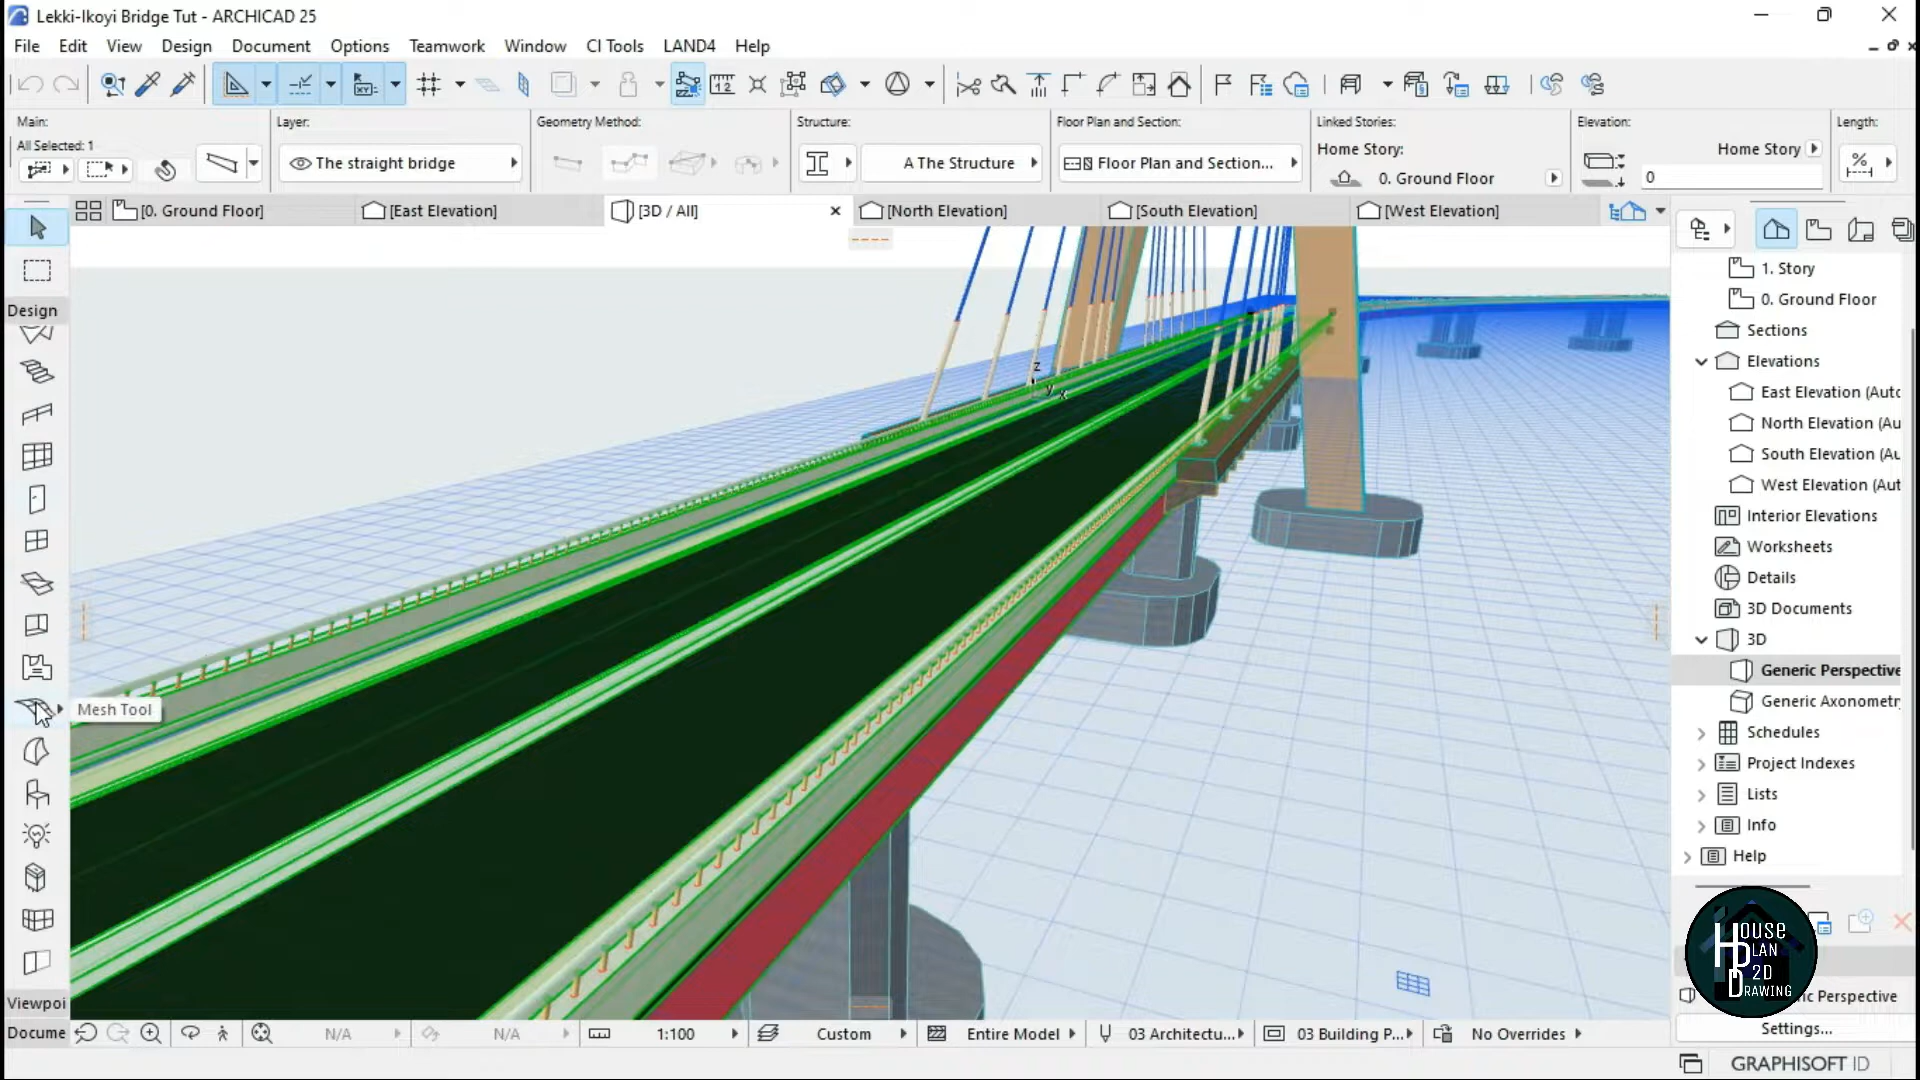 Lekki-Ikoyi Bridge Tut - ARCHICAD 25
File Edit View Design Document Options Teamwork Window CI Tools LAND4 Help
Main:
All Selected: 1
Layer:
The straight bridge
Geometry Method:
Structure:
A The Structure
Floor Plan and Section:
Floor Plan and Section...
Linked Stories:
Home Story:
0. Ground Floor
Elevation:
Home Story
0
Length:
[0. Ground Floor] [East Elevation] [3D / All] [North Elevation] [South Elevation] [West Elevation]
Design
Mesh Tool
Viewpoi
Docume
z
y
x
1. Story
0. Ground Floor
Sections
Elevations
East Elevation (Auto
North Elevation (Au
South Elevation (Au
West Elevation (Aut
Interior Elevations
Worksheets
Details
3D Documents
3D
Generic Perspective
Generic Axonometr
Schedules
Project Indexes
Lists
Info
Help
House
Plan
2D
Drawing
ic Perspective
Settings...
N/A N/A 1:100 Custom Entire Model 03 Architectu... 03 Building P... No Overrides
GRAPHISOFT ID